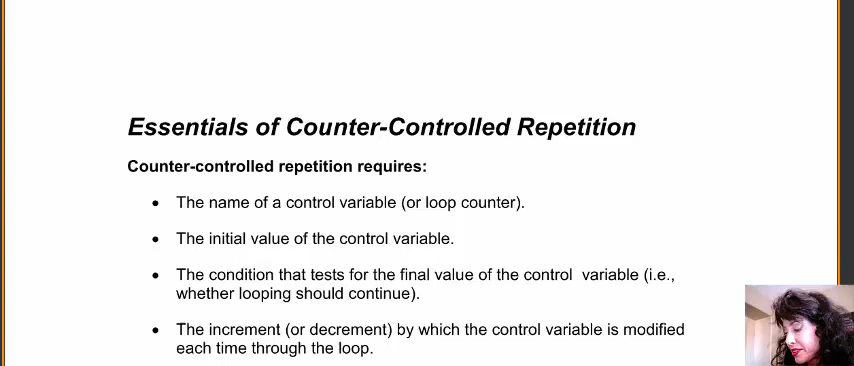 Essentials of Counter-Controlled Repetition
Counter-controlled repetition requires:
• The name of a control variable (or loop counter).
• The initial value of the control variable.
• The condition that tests for the final value of the control variable (i.e.,
whether looping should continue).
• The increment (or decrement) by which the control variable is modified
each time through the loop.